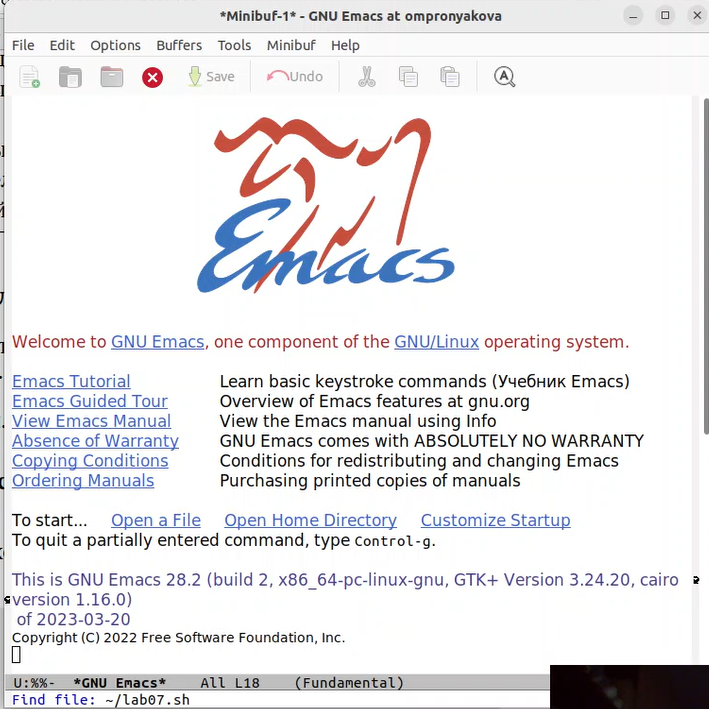 *Minibuf-1* - GNU Emacs at ompronyakova
File Edit Options Buffers Tools Minibuf Help
Save Undo
Emacs
Welcome to GNU Emacs, one component of the GNU/Linux operating system.
Emacs Tutorial Learn basic keystroke commands (Учебник Emacs)
Emacs Guided Tour Overview of Emacs features at gnu.org
View Emacs Manual View the Emacs manual using Info
Absence of Warranty GNU Emacs comes with ABSOLUTELY NO WARRANTY
Copying Conditions Conditions for redistributing and changing Emacs
Ordering Manuals Purchasing printed copies of manuals
To start... Open a File Open Home Directory Customize Startup
To quit a partially entered command, type Control-g.
This is GNU Emacs 28.2 (build 2, x86_64-pc-linux-gnu, GTK+ Version 3.24.20, cairo
version 1.16.0)
of 2023-03-20
Copyright (C) 2022 Free Software Foundation, Inc.
U:%%- *GNU Emacs* All L18 (Fundamental)
Find file: ~/lab07.sh